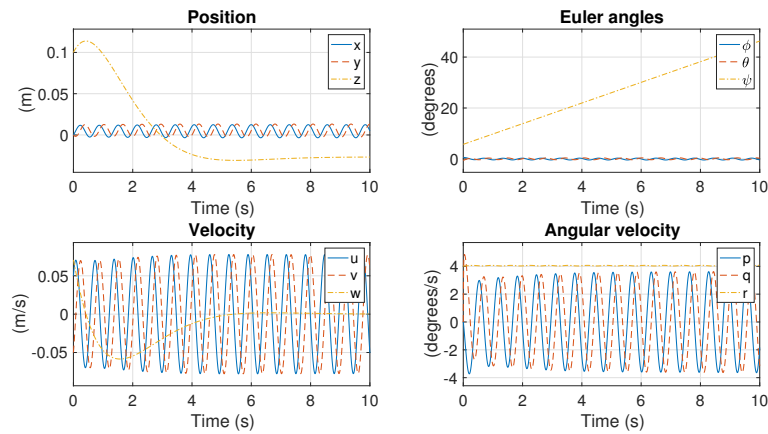 Position
(m)
0.1
0.05
0
0 2 4 6 8 10
Time (s)
x
y
z
Euler angles
(degrees)
40
20
0
0 2 4 6 8 10
Time (s)
ϕ
θ
ψ
Velocity
(m/s)
0.05
0
-0.05
0 2 4 6 8 10
Time (s)
u
v
w
Angular velocity
(degrees/s)
4
2
0
-2
-4
0 2 4 6 8 10
Time (s)
p
q
r